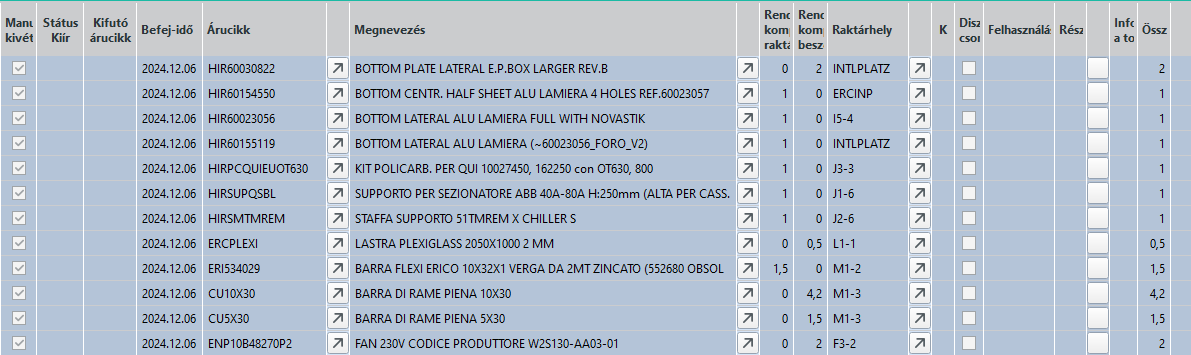 Manu kivét Státus Kiír Kifutó árucikk Befej-idő Árucikk Megnevezés Rend kom raktá Rend kom besz Raktárhely K Disz csor Felhasználás Rész Info a to Össz
2024.12.06 HIR60030822 BOTTOM PLATE LATERAL E.P.BOX LARGER REV.B 0 2 INTLPLATZ 2
2024.12.06 HIR60154550 BOTTOM CENTR. HALF SHEET ALU LAMIERA 4 HOLES REF.60023057 1 0 ERCINP 1
2024.12.06 HIR60023056 BOTTOM LATERAL ALU LAMIERA FULL WITH NOVASTIK 1 0 I5-4 1
2024.12.06 HIR60155119 BOTTOM LATERAL ALU LAMIERA (~60023056_FORO_V2) 1 0 INTLPLATZ 1
2024.12.06 HIRPCQUIEUOT630 KIT POLICARB. PER QUI 10027450, 162250 con OT630, 800 1 0 J3-3 1
2024.12.06 HIRSUPQSBL SUPPORTO PER SEZIONATORE ABB 40A-80A H:250mm (ALTA PER CASS. 1 0 J1-6 1
2024.12.06 HIRSMTMREM STAFFA SUPPORTO 51TMREM X CHILLER S 1 0 J2-6 1
2024.12.06 ERCPLEXI LASTRA PLEXIGLASS 2050X1000 2 MM 0 0,5 L1-1 0,5
2024.12.06 ERI534029 BARRA FLEXI ERICO 10X32X1 VERGA DA 2MT ZINCATO (552680 OBSOL 1,5 0 M1-2 1,5
2024.12.06 CU10X30 BARRA DI RAME PIENA 10X30 0 4,2 M1-3 4,2
2024.12.06 CU5X30 BARRA DI RAME PIENA 5X30 0 1,5 M1-3 1,5
2024.12.06 ENP10B48270P2 FAN 230V CODICE PRODUTTORE W2S130-AA03-01 0 2 F3-2 2